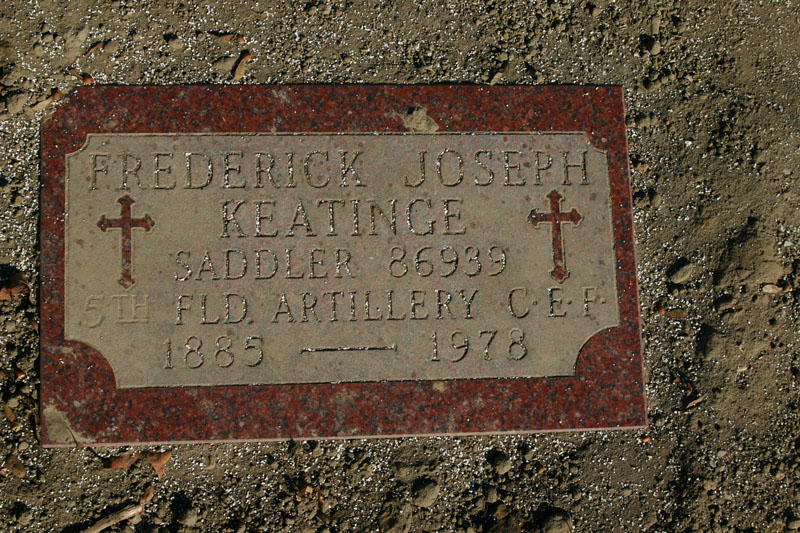 FREDERICK JOSEPH
KEATINGE
SADDLER 86939
5TH FLD. ARTILLERY C·E·F·
1885 — 1978